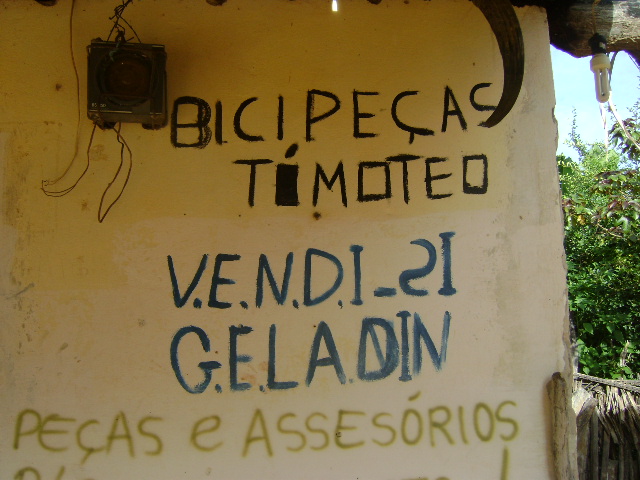 BICIPEÇAS
TÍMOTEO
V.E.N.D.I_SI
G.E.L.A.DIN
PEÇAS e ASSESÓRIOS